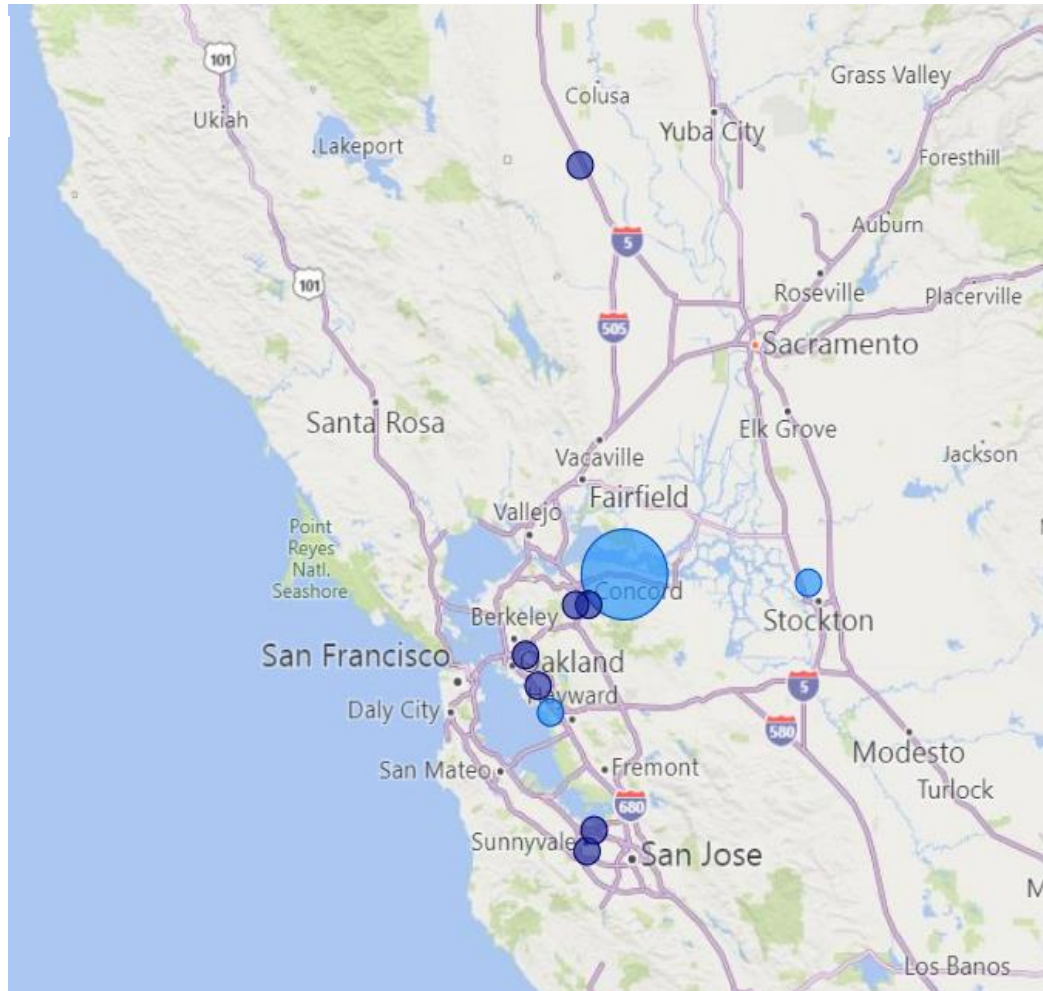 101
Ukiah
Lakeport
Colusa
Yuba City
Grass Valley
Foresthill
Auburn
5
101
Roseville
Placerville
505
Sacramento
Santa Rosa
Elk Grove
Jackson
Vacaville
Fairfield
Vallejo
Point
Reyes
Natl.
Seashore
Concord
Berkeley
Stockton
San Francisco
Oakland
Hayward
5
Daly City
580
Modesto
San Mateo
Fremont
Turlock
680
Sunnyvale
San Jose
M
Los Banos